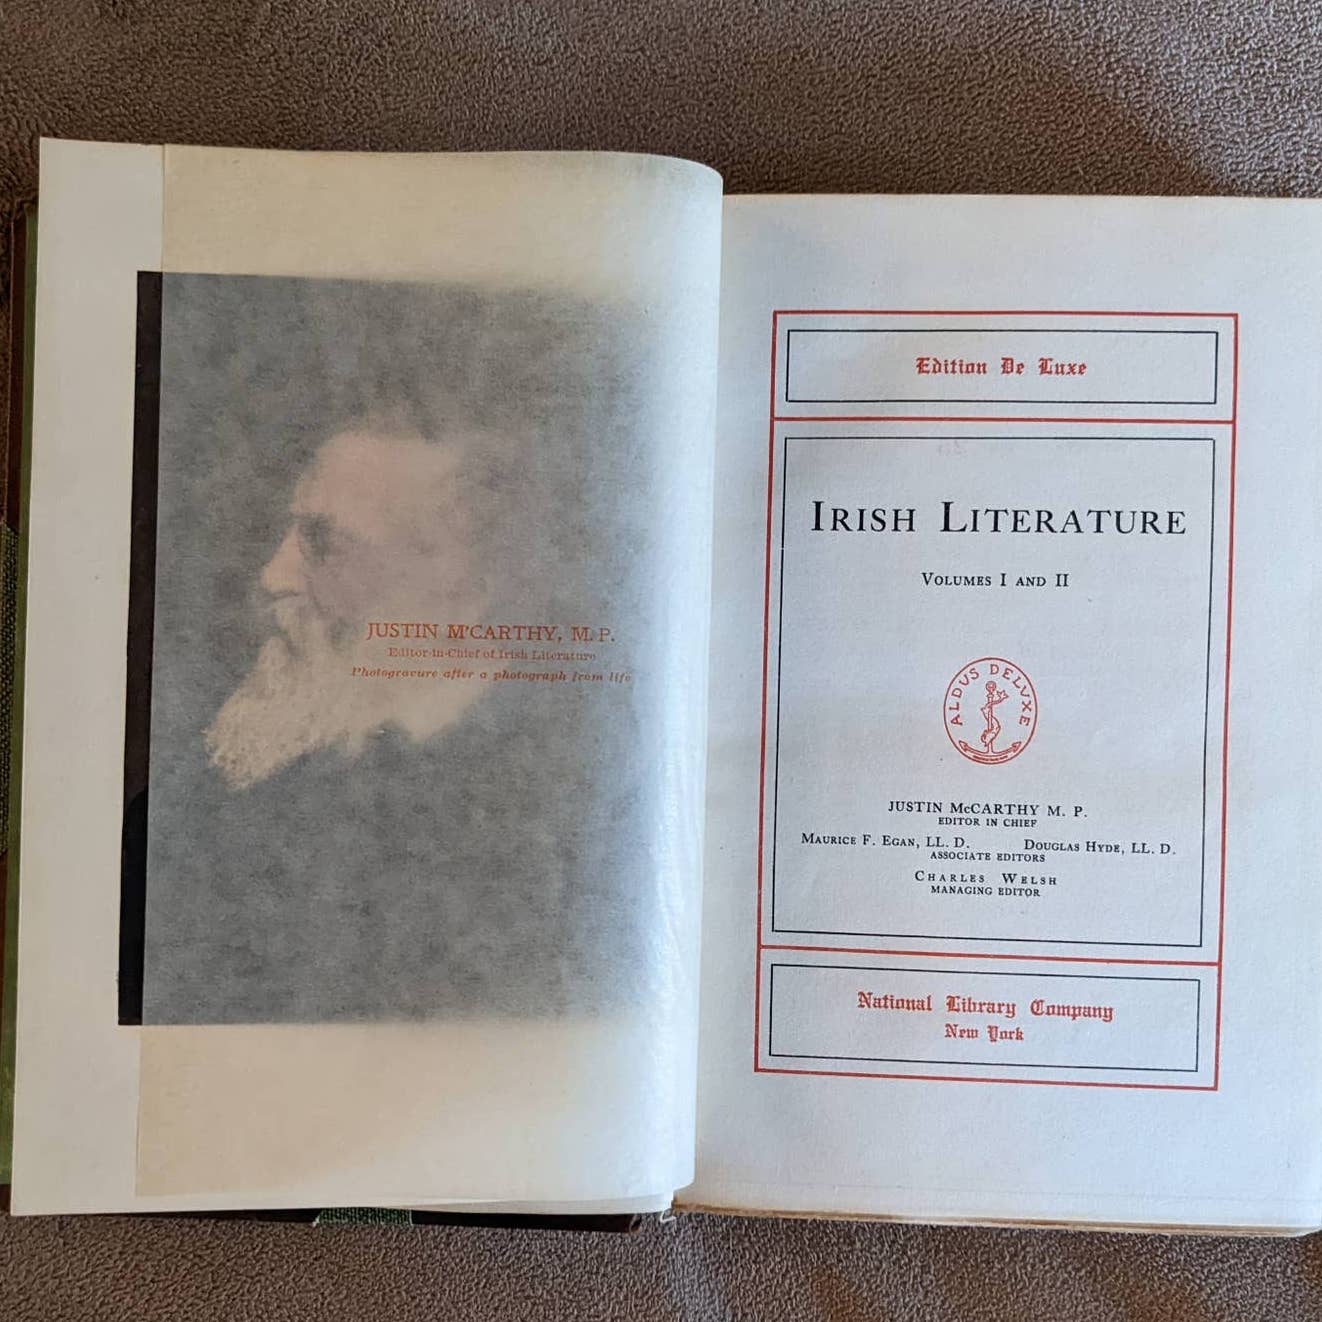 JUSTIN M'CARTHY, M. P.
Editor-in-Chief of Irish Literature
Photogravure after a photograph from life
Edition De Luxe
IRISH LITERATURE
VOLUMES I AND II
ALDUS DELUXE
JUSTIN McCARTHY M. P.
EDITOR IN CHIEF
MAURICE F. EGAN, LL. D. DOUGLAS HYDE, LL. D.
ASSOCIATE EDITORS
CHARLES WELSH
MANAGING EDITOR
National Library Company
New York